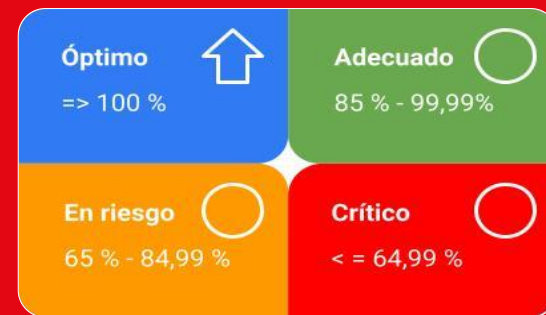 Óptimo
=> 100 %
Adecuado
85 % - 99,99%
En riesgo
65 % - 84,99 %
Crítico
< = 64,99 %